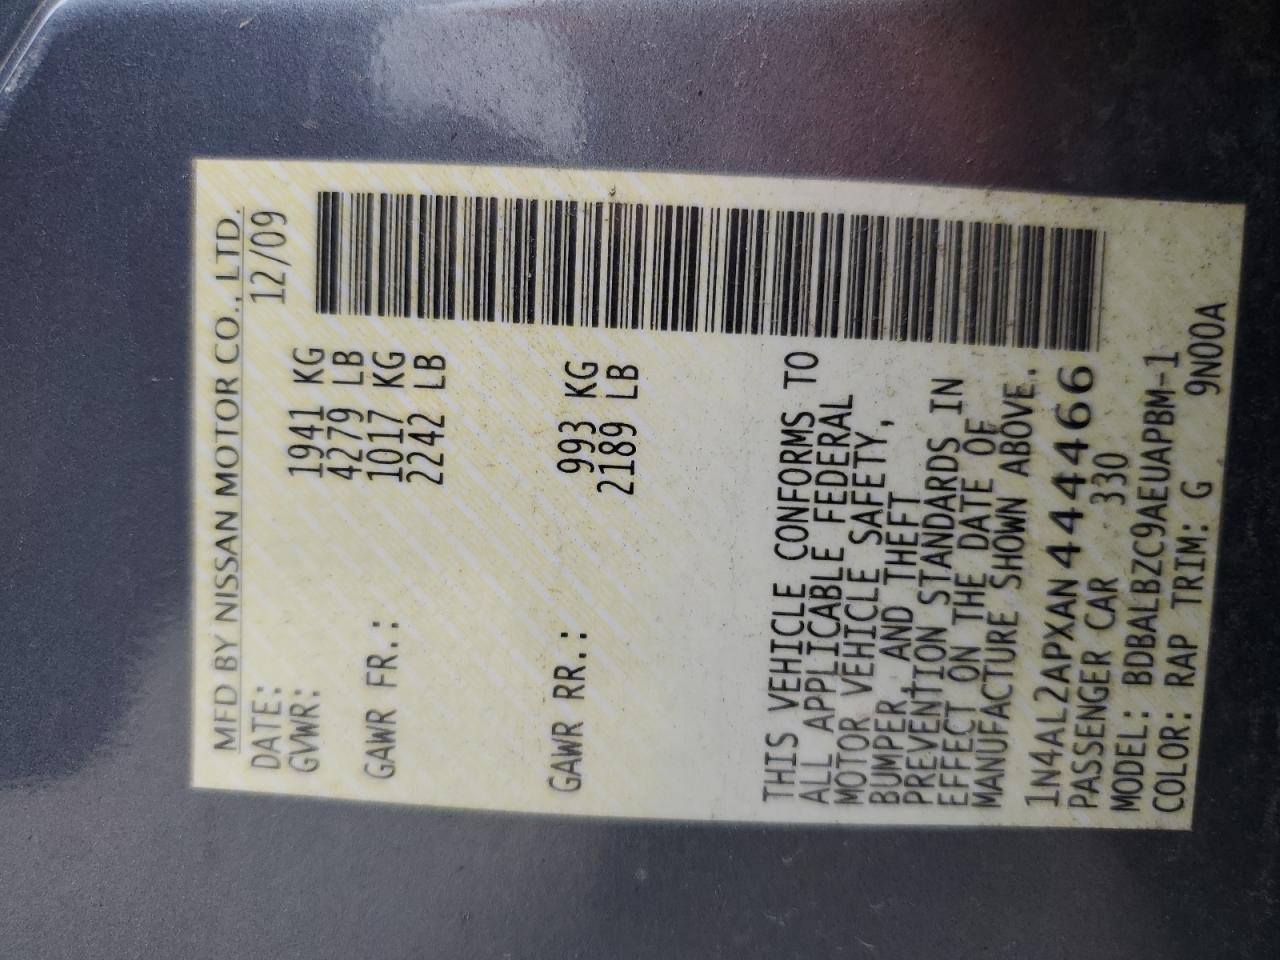 MFD BY NISSAN MOTOR CO., LTD.
DATE: 12/09
GVWR: 1941 KG
4279 LB
GAWR FR.: 1017 KG
2242 LB
GAWR RR.: 993 KG
2189 LB
THIS VEHICLE CONFORMS TO
ALL APPLICABLE FEDERAL
MOTOR VEHICLE SAFETY,
BUMPER, AND THEFT
PREVENTION STANDARDS IN
EFFECT ON THE DATE OF
MANUFACTURE SHOWN ABOVE.
1N4AL2APXAN444466
PASSENGER CAR 330
MODEL: BDBALBZC9AEUAPBM-1
COLOR: RAP TRIM: G 9N00A